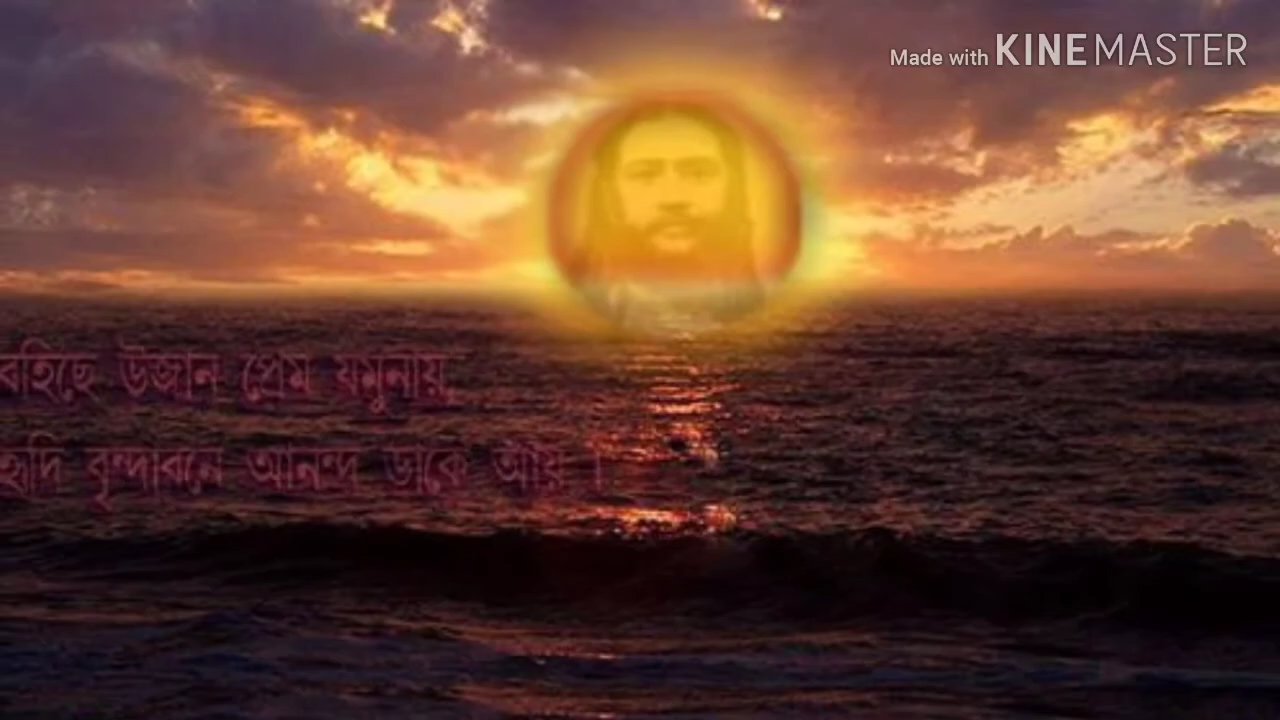 Made with KINEMASTER
বহিছে উজান প্রেম যমুনায়,
হৃদি বৃন্দাবনে আনন্দ ডাকে আয় ।